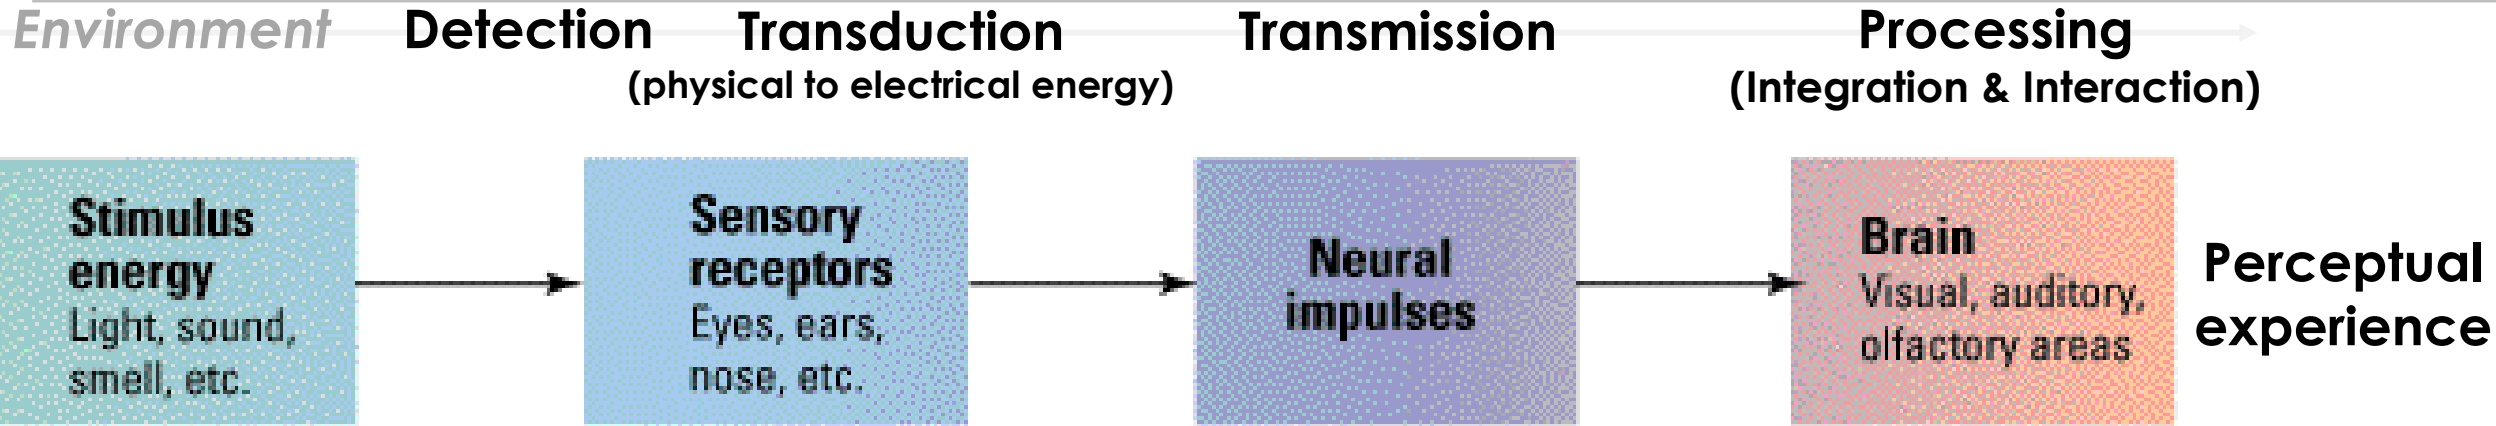 Environment Detection Transduction Transmission Processing
(physical to electrical energy) (Integration & Interaction)
Stimulus
energy
Light, sound,
smell, etc.
Sensory
receptors
Eyes, ears,
nose, etc.
Neural
impulses
Brain
Visual, auditory,
olfactory areas
Perceptual
experience